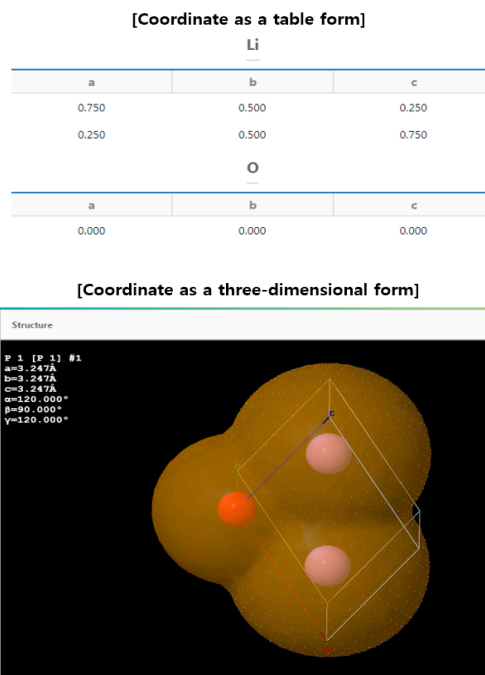 [Coordinate as a table form]
Li
a b c
0.750 0.500 0.250
0.250 0.500 0.750
O
a b c
0.000 0.000 0.000
[Coordinate as a three-dimensional form]
Structure
P 1 [P 1] #1
a=3.247Å
b=3.247Å
c=3.247Å
α=120.000°
β=90.000°
γ=120.000°
c